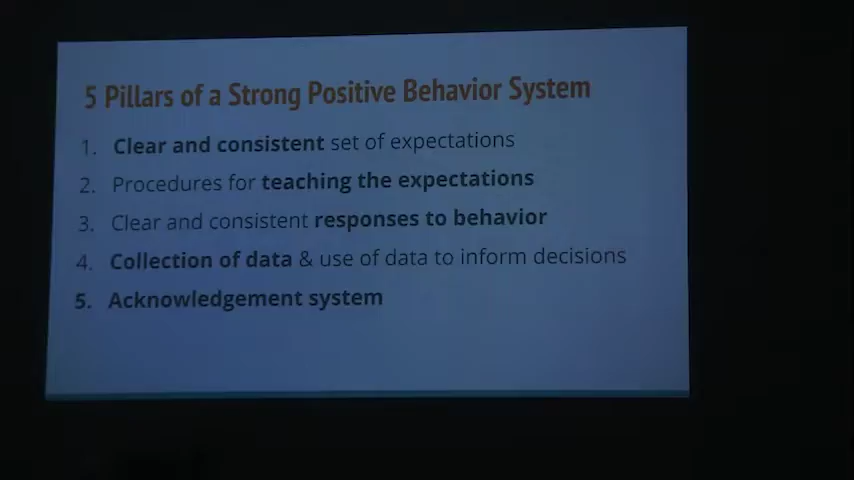 5 Pillars of a Strong Positive Behavior System
1. Clear and consistent set of expectations
2. Procedures for teaching the expectations
3. Clear and consistent responses to behavior
4. Collection of data & use of data to inform decisions
5. Acknowledgement system